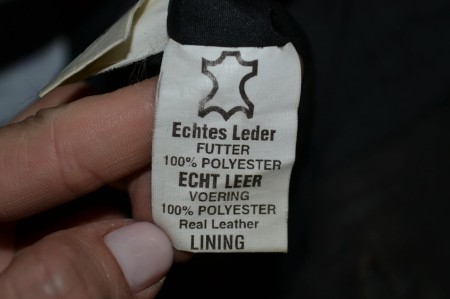 Echtes Leder
FUTTER
100% POLYESTER
ECHT LEER
VOERING
100% POLYESTER
Real Leather
LINING